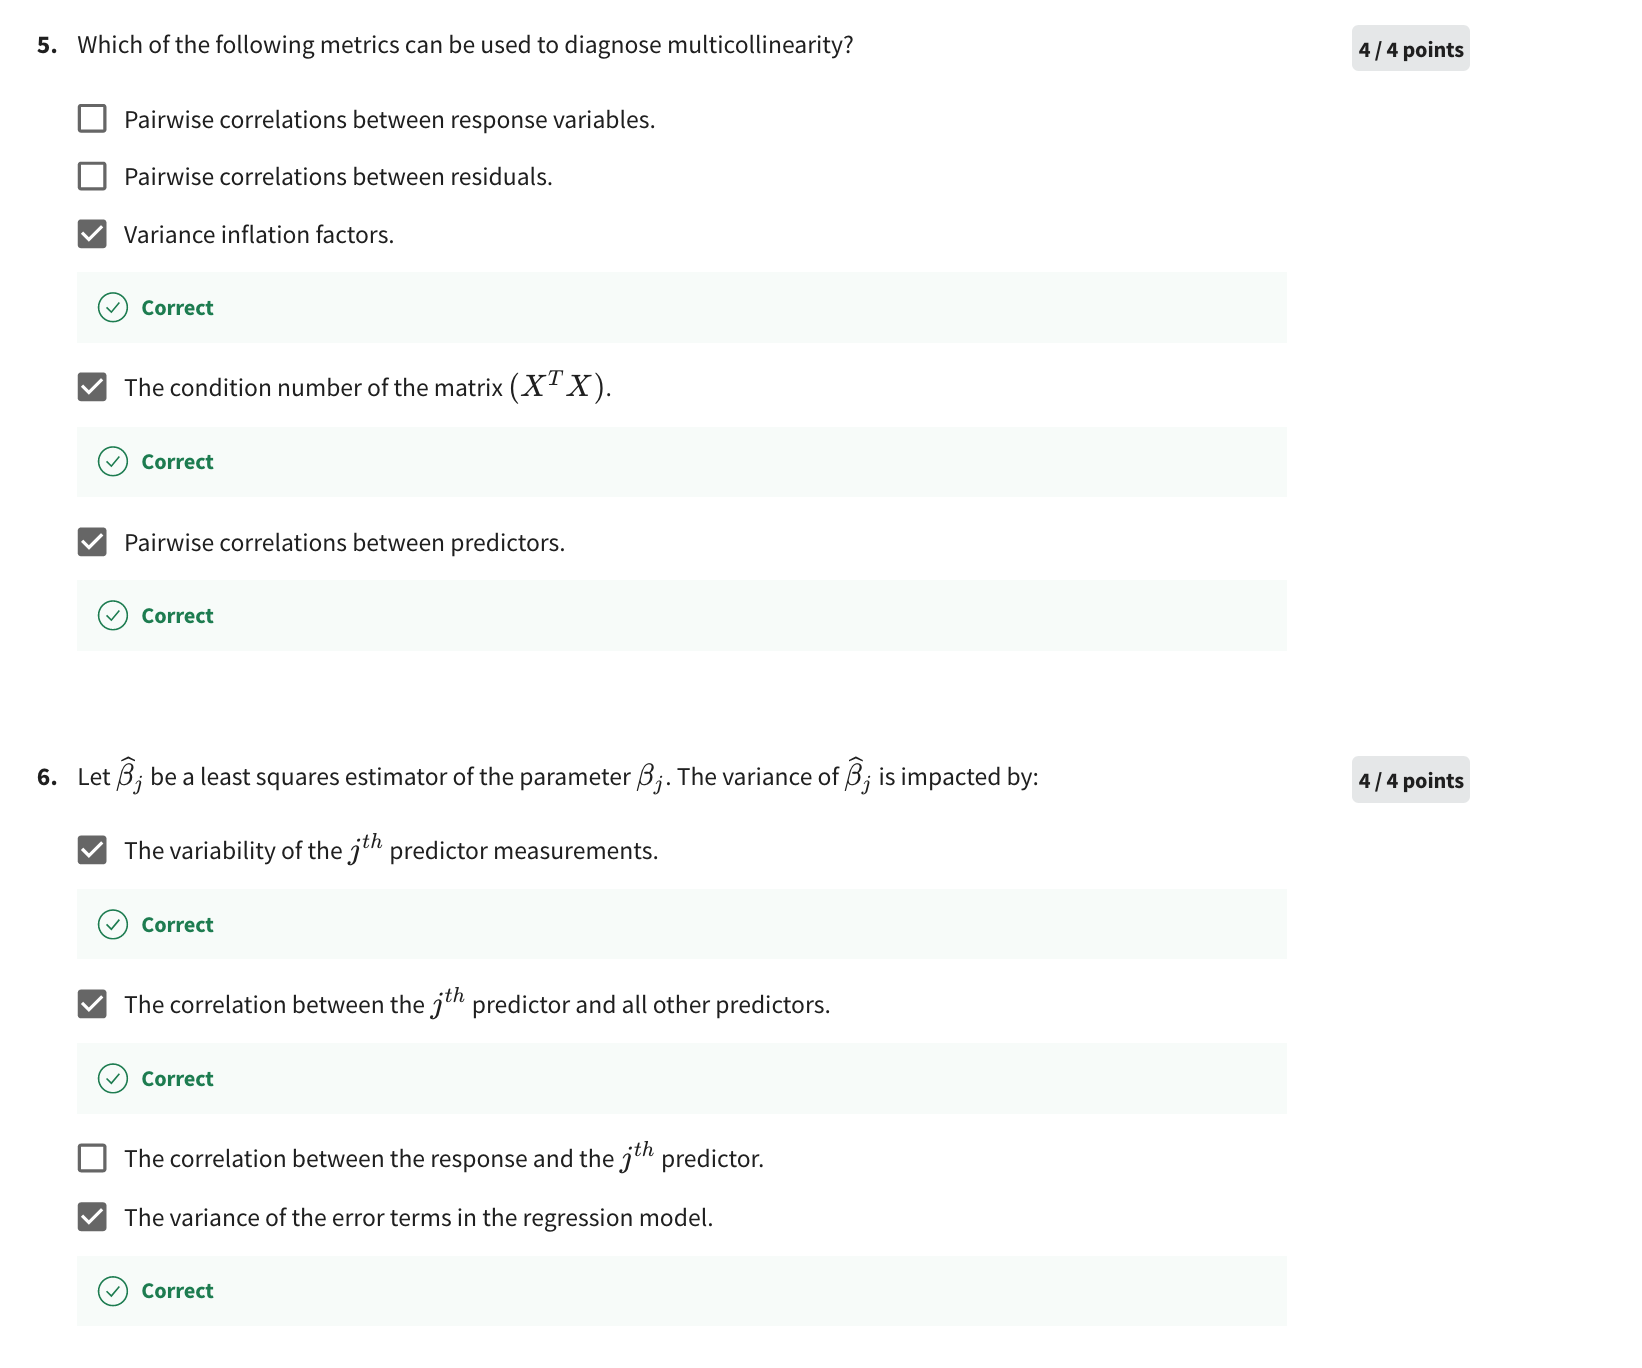 5. Which of the following metrics can be used to diagnose multicollinearity?
4 / 4 points
Pairwise correlations between response variables.
Pairwise correlations between residuals.
Variance inflation factors.
Correct
The condition number of the matrix $(X^T X)$.
Correct
Pairwise correlations between predictors.
Correct
6. Let $\widehat{\beta}_j$ be a least squares estimator of the parameter $\beta_j$. The variance of $\widehat{\beta}_j$ is impacted by:
4 / 4 points
The variability of the $j^{th}$ predictor measurements.
Correct
The correlation between the $j^{th}$ predictor and all other predictors.
Correct
The correlation between the response and the $j^{th}$ predictor.
The variance of the error terms in the regression model.
Correct